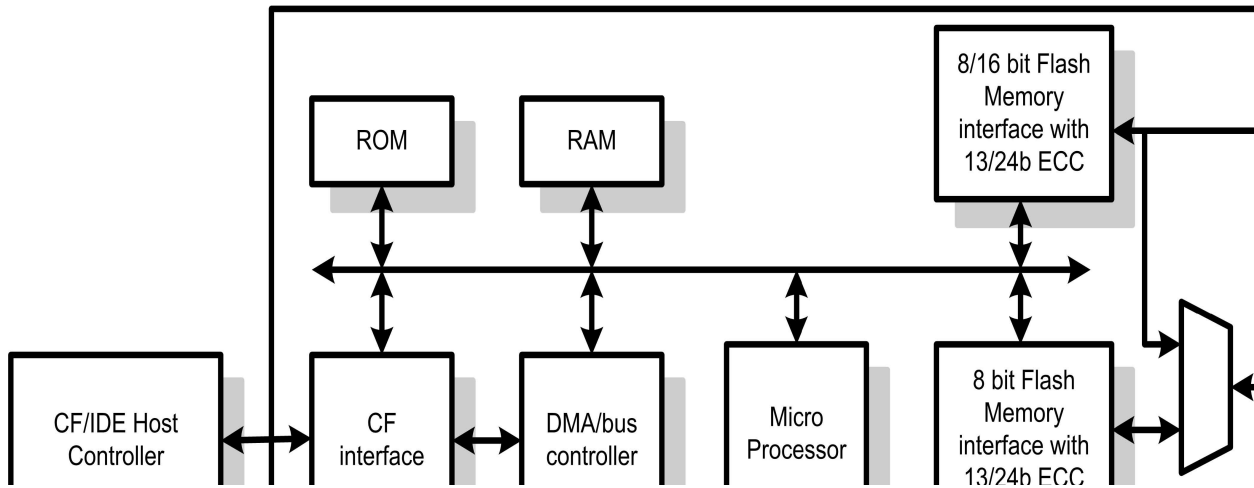 8/16 bit Flash
Memory
interface with
13/24b ECC
ROM
RAM
CF/IDE Host
Controller
CF
interface
DMA/bus
controller
Micro
Processor
8 bit Flash
Memory
interface with
13/24b ECC